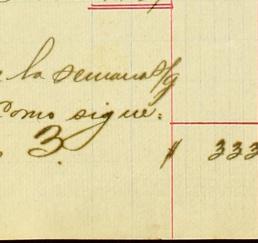 la semana s/g
como sigue:
3. $ 333